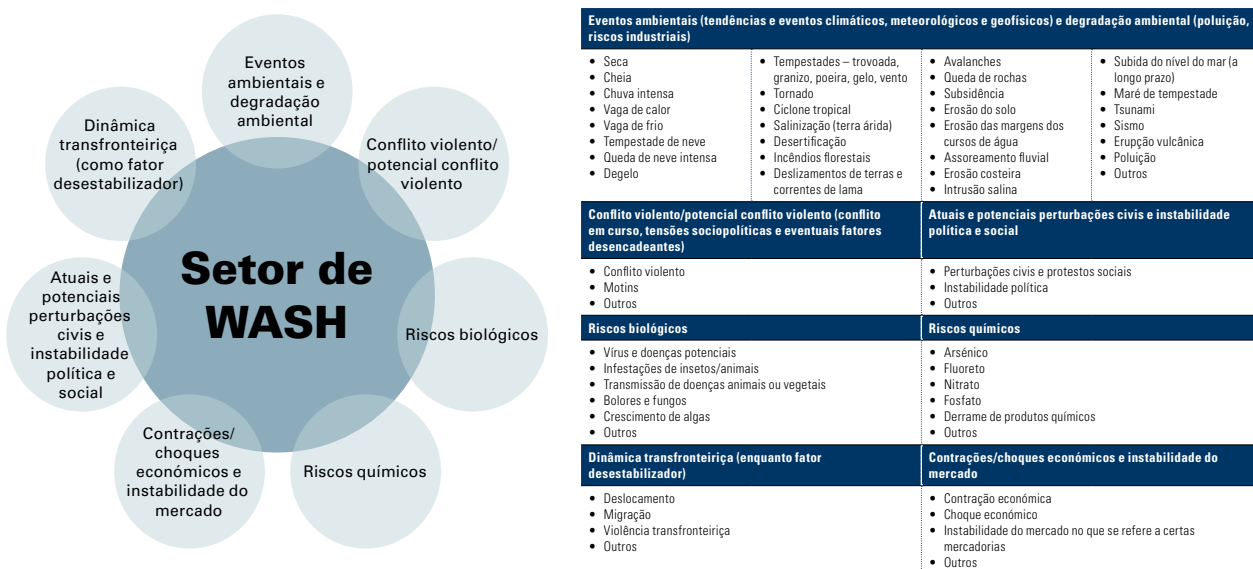 Eventos
ambientais e
degradação
ambiental
Dinâmica
transfronteiriça
(como fator
desestabilizador)
Conflito violento/
potencial conflito
violento
Setor de
WASH
Atuais e
potenciais
perturbações
civis e
instabilidade
política e
social
Riscos biológicos
Contrações/
choques
económicos e
instabilidade do
mercado
Riscos químicos
Eventos ambientais (tendências e eventos climáticos, meteorológicos e geofísicos) e degradação ambiental (poluição,
riscos industriais)
• Seca
• Cheia
• Chuva intensa
• Vaga de calor
• Vaga de frio
• Tempestade de neve
• Queda de neve intensa
• Degelo
• Tempestades – trovoada,
granizo, poeira, gelo, vento
• Tornado
• Ciclone tropical
• Salinização (terra árida)
• Desertificação
• Incêndios florestais
• Deslizamentos de terras e
correntes de lama
• Avalanches
• Queda de rochas
• Subsidência
• Erosão do solo
• Erosão das margens dos
cursos de água
• Assoreamento fluvial
• Erosão costeira
• Intrusão salina
• Subida do nível do mar (a
longo prazo)
• Maré de tempestade
• Tsunami
• Sismo
• Erupção vulcânica
• Poluição
• Outros
Conflito violento/potencial conflito violento (conflito
em curso, tensões sociopolíticas e eventuais fatores
desencadeantes)
• Conflito violento
• Motins
• Outros
Atuais e potenciais perturbações civis e instabilidade
política e social
• Perturbações civis e protestos sociais
• Instabilidade política
• Outros
Riscos biológicos
• Vírus e doenças potenciais
• Infestações de insetos/animais
• Transmissão de doenças animais ou vegetais
• Bolores e fungos
• Crescimento de algas
• Outros
Riscos químicos
• Arsénico
• Fluoreto
• Nitrato
• Fosfato
• Derrame de produtos químicos
• Outros
Dinâmica transfronteiriça (enquanto fator
desestabilizador)
• Deslocamento
• Migração
• Violência transfronteiriça
• Outros
Contrações/choques económicos e instabilidade do
mercado
• Contração económica
• Choque económico
• Instabilidade do mercado no que se refere a certas
mercadorias
• Outros